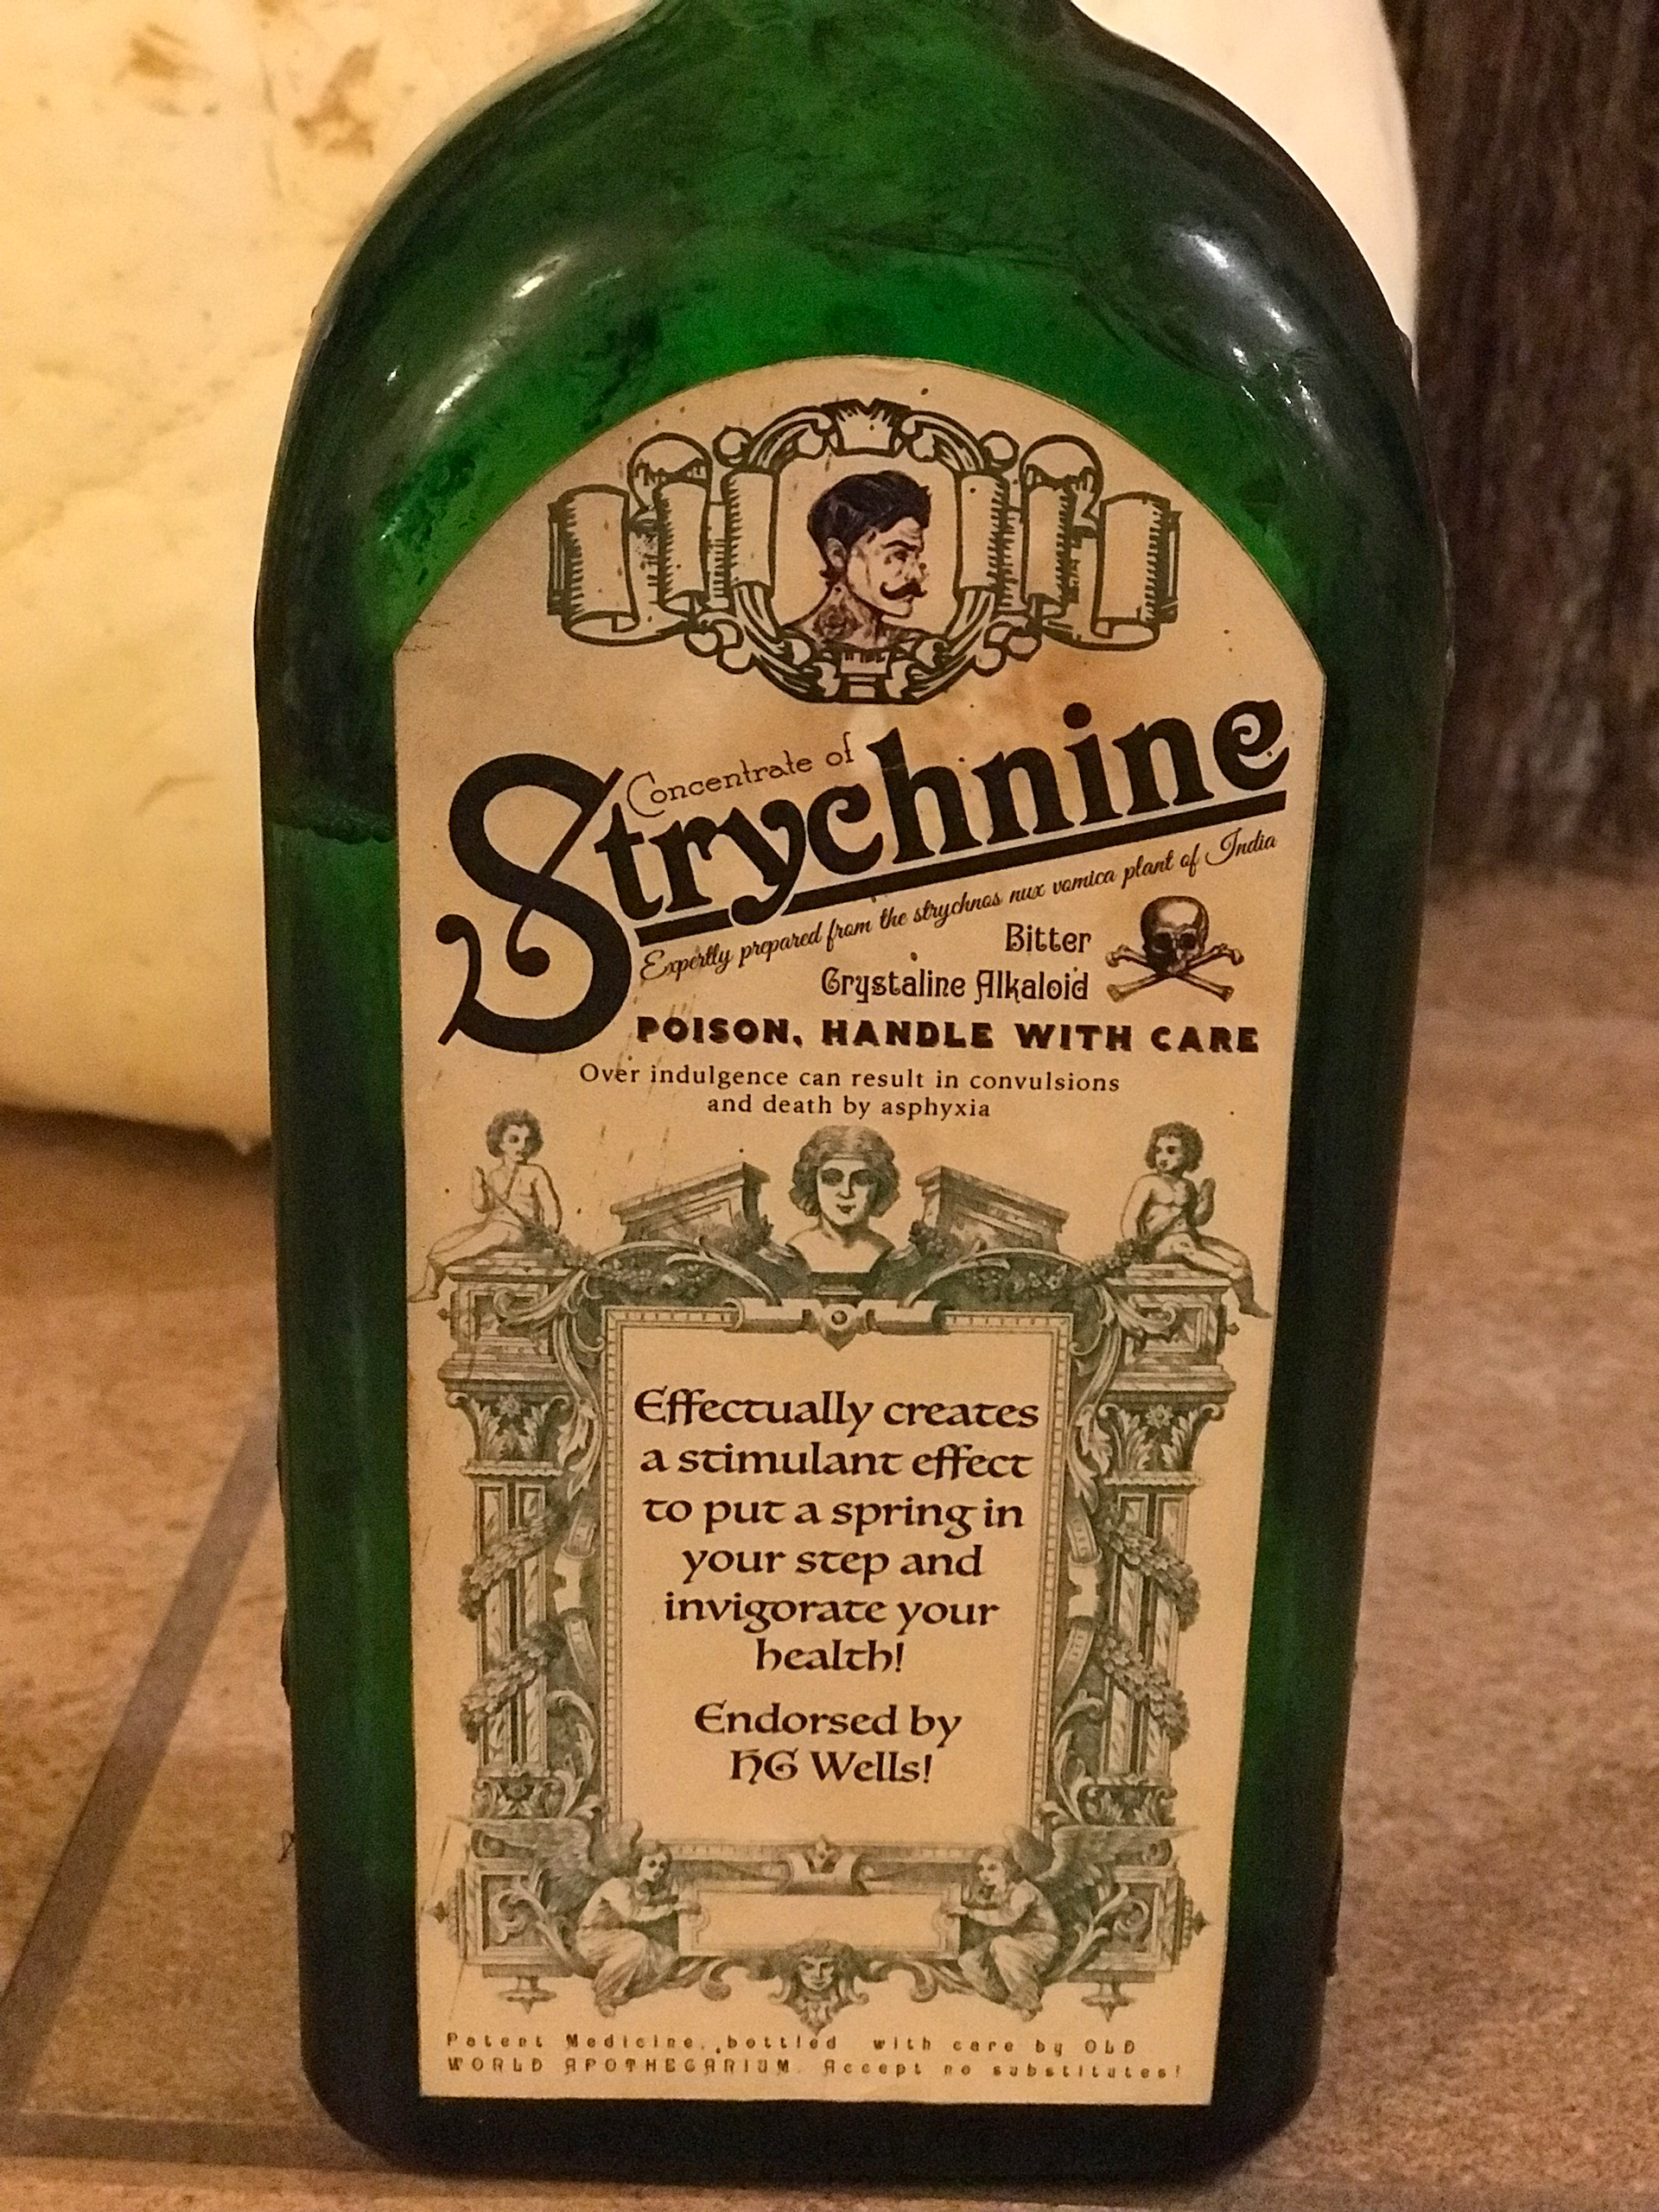 Concentrate of
Strychnine
Expertly prepared from the strychnos nux vomica plant of India
Bitter
Crystaline Alkaloid
POISON, HANDLE WITH CARE
Over indulgence can result in convulsions
and death by asphyxia
Effectually creates
a stimulant effect
to put a spring in
your step and
invigorate your
health!
Endorsed by
HG Wells!
Patent Medicine, bottled with care by OLD
WORLD APOTHECARIUM. Accept no substitutes!